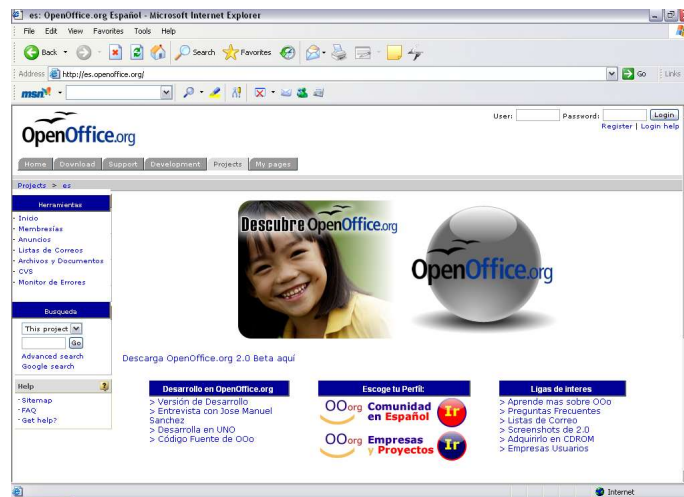 es: OpenOffice.org Español - Microsoft Internet Explorer
File Edit View Favorites Tools Help
Back Search Favorites
Address http://es.openoffice.org/ Go Links
msn
User: Password: Login
Register | Login help
OpenOffice.org
Home Download Support Development Projects My pages
Projects > es
Herramientas
- Inicio
- Membresías
- Anuncios
- Listas de Correos
- Archivos y Documentos
- CVS
- Monitor de Errores
Busqueda
This project
Go
Advanced search
Google search
Help
- Sitemap
- FAQ
- Get help?
Descubre OpenOffice.org
OpenOffice.org
Descarga OpenOffice.org 2.0 Beta aquí
Desarrollo en OpenOffice.org
> Versión de Desarrollo
> Entrevista con Jose Manuel
Sanchez
> Desarrolla en UNO
> Código Fuente de OOo
Escoge tu Perfíl:
OOorg Comunidad
en Español Ir
OOorg Empresas
y Proyectos Ir
Ligas de interes
> Aprende mas sobre OOo
> Preguntas Frecuentes
> Listas de Correo
> Screenshots de 2.0
> Adquirirlo en CDROM
> Empresas Usuarios
Internet